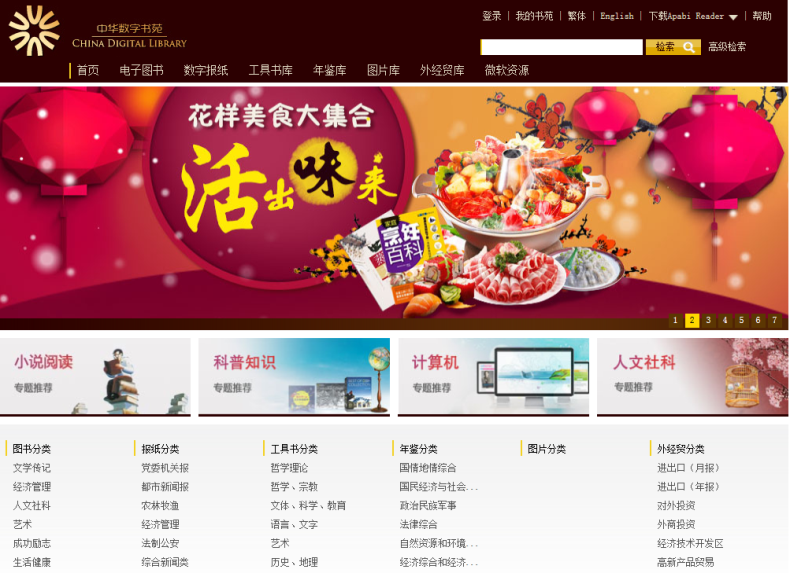 登录 | 我的书苑 | 繁体 | English | 下载Apabi Reader | 帮助
中华数字书苑
CHINA DIGITAL LIBRARY
检索 高级检索
首页 电子图书 数字报纸 工具书库 年鉴库 图片库 外经贸库 微软资源
花样美食大集合
活出味来
家庭
烹饪
百科
1 2 3 4 5 6 7
小说阅读 科普知识 计算机 人文社科
专题推荐 专题推荐 专题推荐 专题推荐
图书分类 报纸分类 工具书分类 年鉴分类 图片分类 外经贸分类
文学传记 党委机关报 哲学理论 国情地情综合 进出口（月报）
经济管理 都市新闻报 哲学、宗教 国民经济与社会... 进出口（年报）
人文社科 农林牧渔 文体、科学、教育 政治民族军事 对外投资
艺术 经济管理 语言、文字 法律综合 外商投资
成功励志 法制公安 艺术 自然资源和环境... 经济技术开发区
生活健康 综合新闻类 历史、地理 经济综合和经济... 高新产品贸易